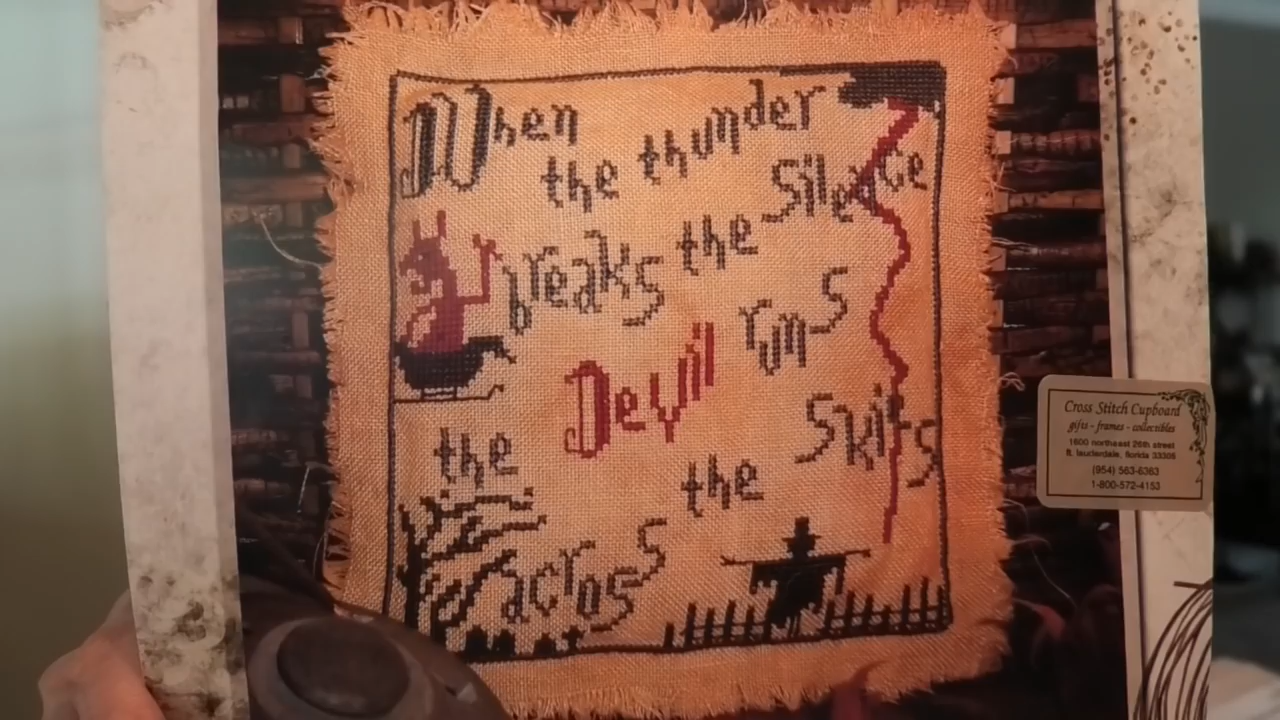 When the thunder
breaks the Silence
the Devil runs
across the Skies
Cross Stitch Cupboard
gifts - frames - collectibles
1600 northeast 26th street
ft. lauderdale, florida 33305
(954) 563-6363
1-800-572-4153